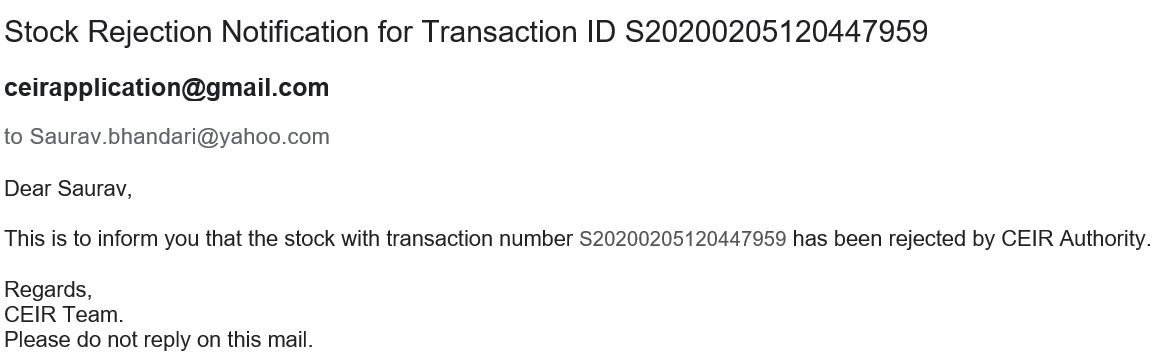 Stock Rejection Notification for Transaction ID S20200205120447959
ceirapplication@gmail.com
to Saurav.bhandari@yahoo.com
Dear Saurav,
This is to inform you that the stock with transaction number S20200205120447959 has been rejected by CEIR Authority.
Regards,
CEIR Team.
Please do not reply on this mail.